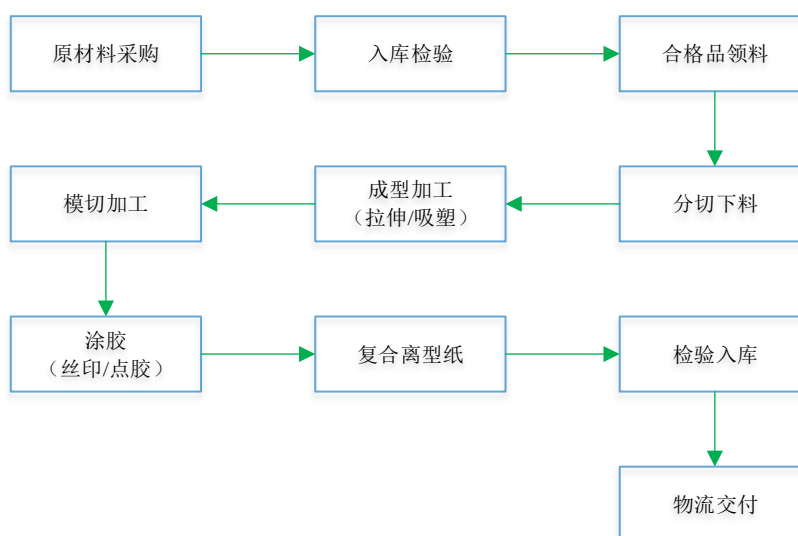 原材料采购
入库检验
合格品领料
分切下料
成型加工
（拉伸/吸塑）
模切加工
涂胶
（丝印/点胶）
复合离型纸
检验入库
物流交付